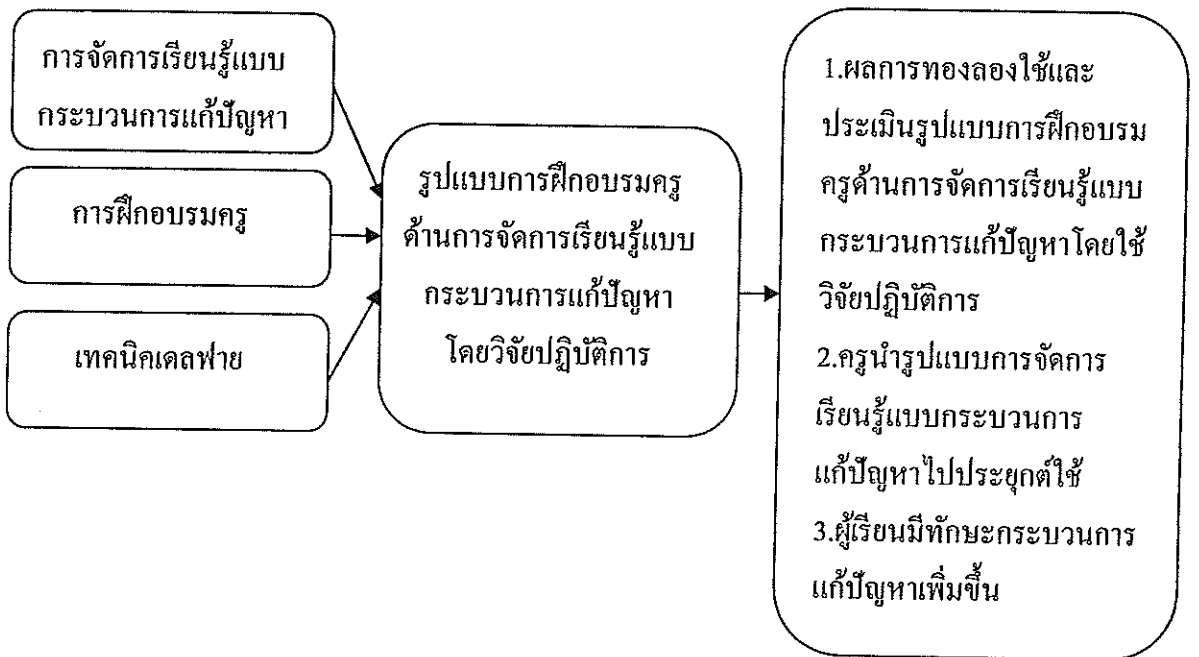 การจัดการเรียนรู้แบบ
กระบวนการแก้ปัญหา
การฝึกอบรมครู
เทคนิคเดลฟาย
รูปแบบการฝึกอบรมครู
ด้านการจัดการเรียนรู้แบบ
กระบวนการแก้ปัญหา
โดยวิจัยปฏิบัติการ
1.ผลการทองลองใช้และ
ประเมินรูปแบบการฝึกอบรม
ครูด้านการจัดการเรียนรู้แบบ
กระบวนการแก้ปัญหาโดยใช้
วิจัยปฏิบัติการ
2.ครูนำรูปแบบการจัดการ
เรียนรู้แบบกระบวนการ
แก้ปัญหาไปประยุกต์ใช้
3.ผู้เรียนมีทักษะกระบวนการ
แก้ปัญหาเพิ่มขึ้น